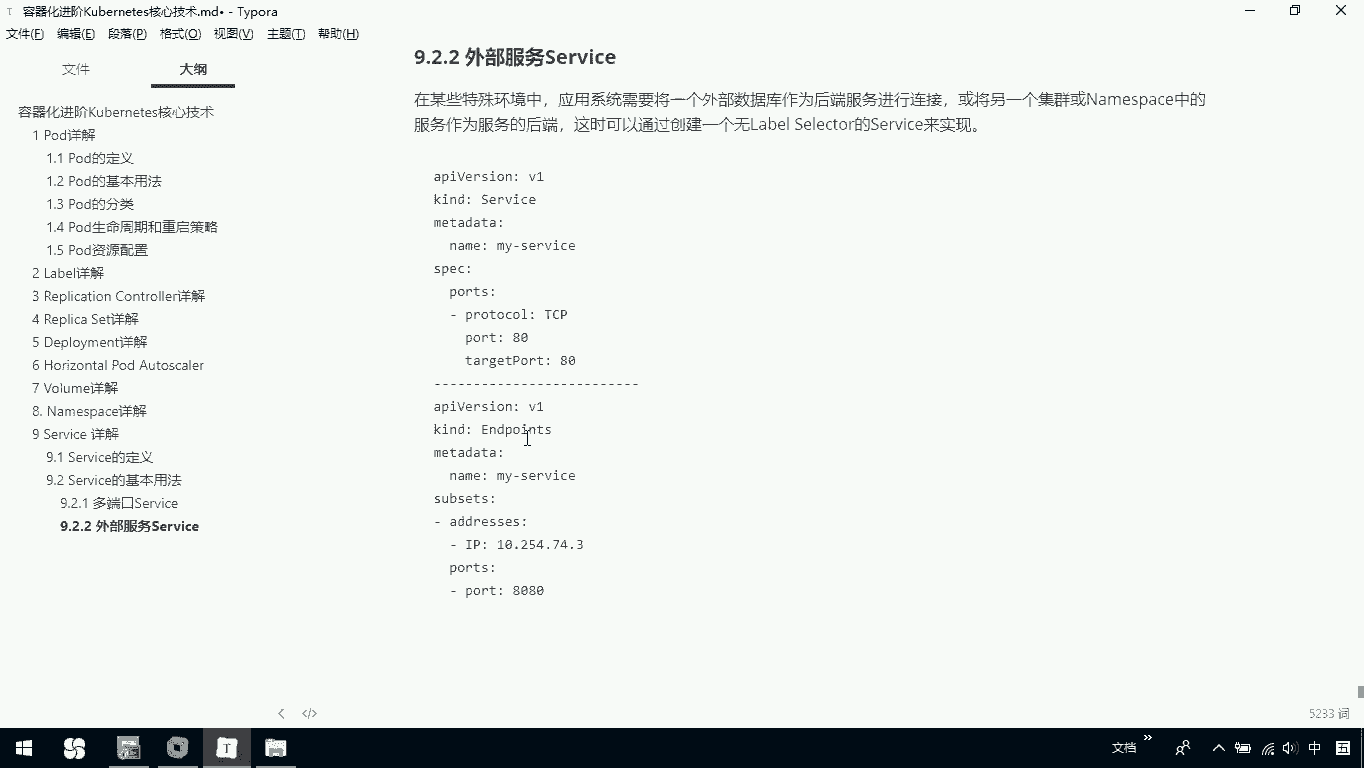 容器化进阶Kubernetes核心技术.md• - Typora
文件(F) 编辑(E) 段落(P) 格式(O) 视图(V) 主题(T) 帮助(H)
文件 大纲
容器化进阶Kubernetes核心技术
1 Pod详解
1.1 Pod的定义
1.2 Pod的基本用法
1.3 Pod的分类
1.4 Pod生命周期和重启策略
1.5 Pod资源配置
2 Label详解
3 Replication Controller详解
4 Replica Set详解
5 Deployment详解
6 Horizontal Pod Autoscaler
7 Volume详解
8. Namespace详解
9 Service 详解
9.1 Service的定义
9.2 Service的基本用法
9.2.1 多端口Service
9.2.2 外部服务Service
9.2.2 外部服务Service
在某些特殊环境中，应用系统需要将一个外部数据库作为后端服务进行连接，或将另一个集群或Namespace中的
服务作为服务的后端，这时可以通过创建一个无Label Selector的Service来实现。
apiVersion: v1
kind: Service
metadata:
  name: my-service
spec:
  ports:
  - protocol: TCP
    port: 80
    targetPort: 80
--------------------------
apiVersion: v1
kind: Endpoints
metadata:
  name: my-service
subsets:
- addresses:
  - IP: 10.254.74.3
  ports:
  - port: 8080
5233 词
文档 中 五